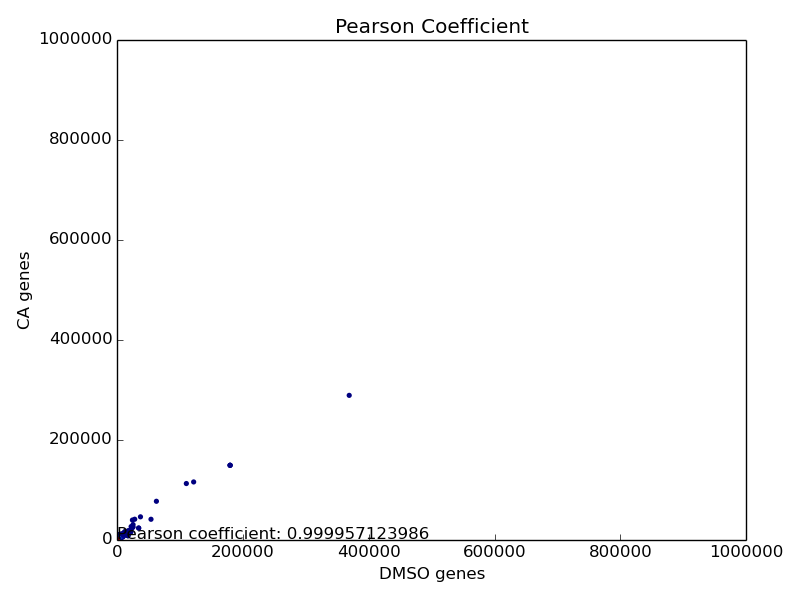 Pearson Coefficient
1000000
800000
600000
400000
200000
0
CA genes
Pearson coefficient: 0.999957123986
0 200000 400000 600000 800000 1000000
DMSO genes